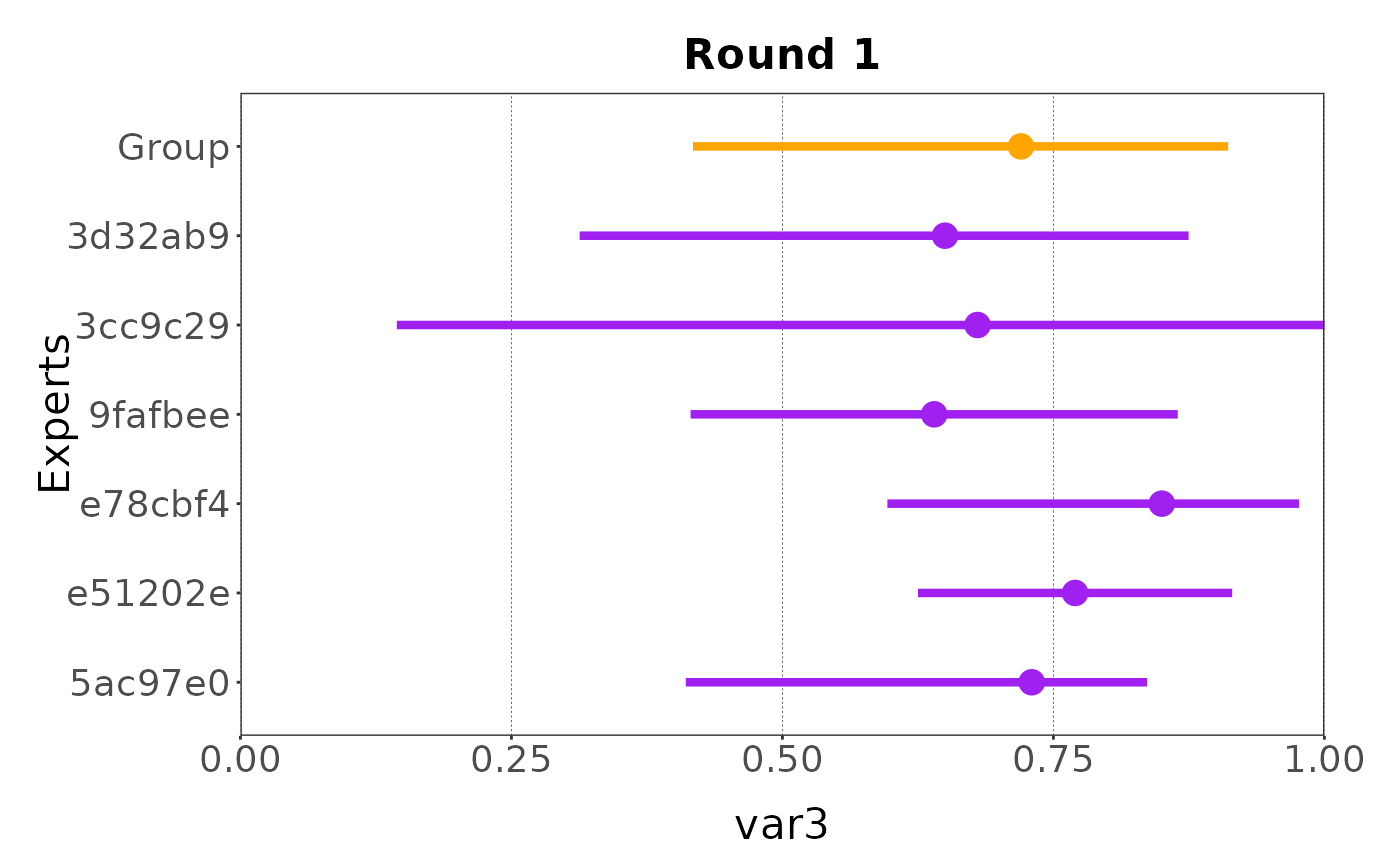 Round 1
Group
3d32ab9
3cc9c29
9fafbee
e78cbf4
e51202e
5ac97e0
Experts
0.00 0.25 0.50 0.75 1.00
var3